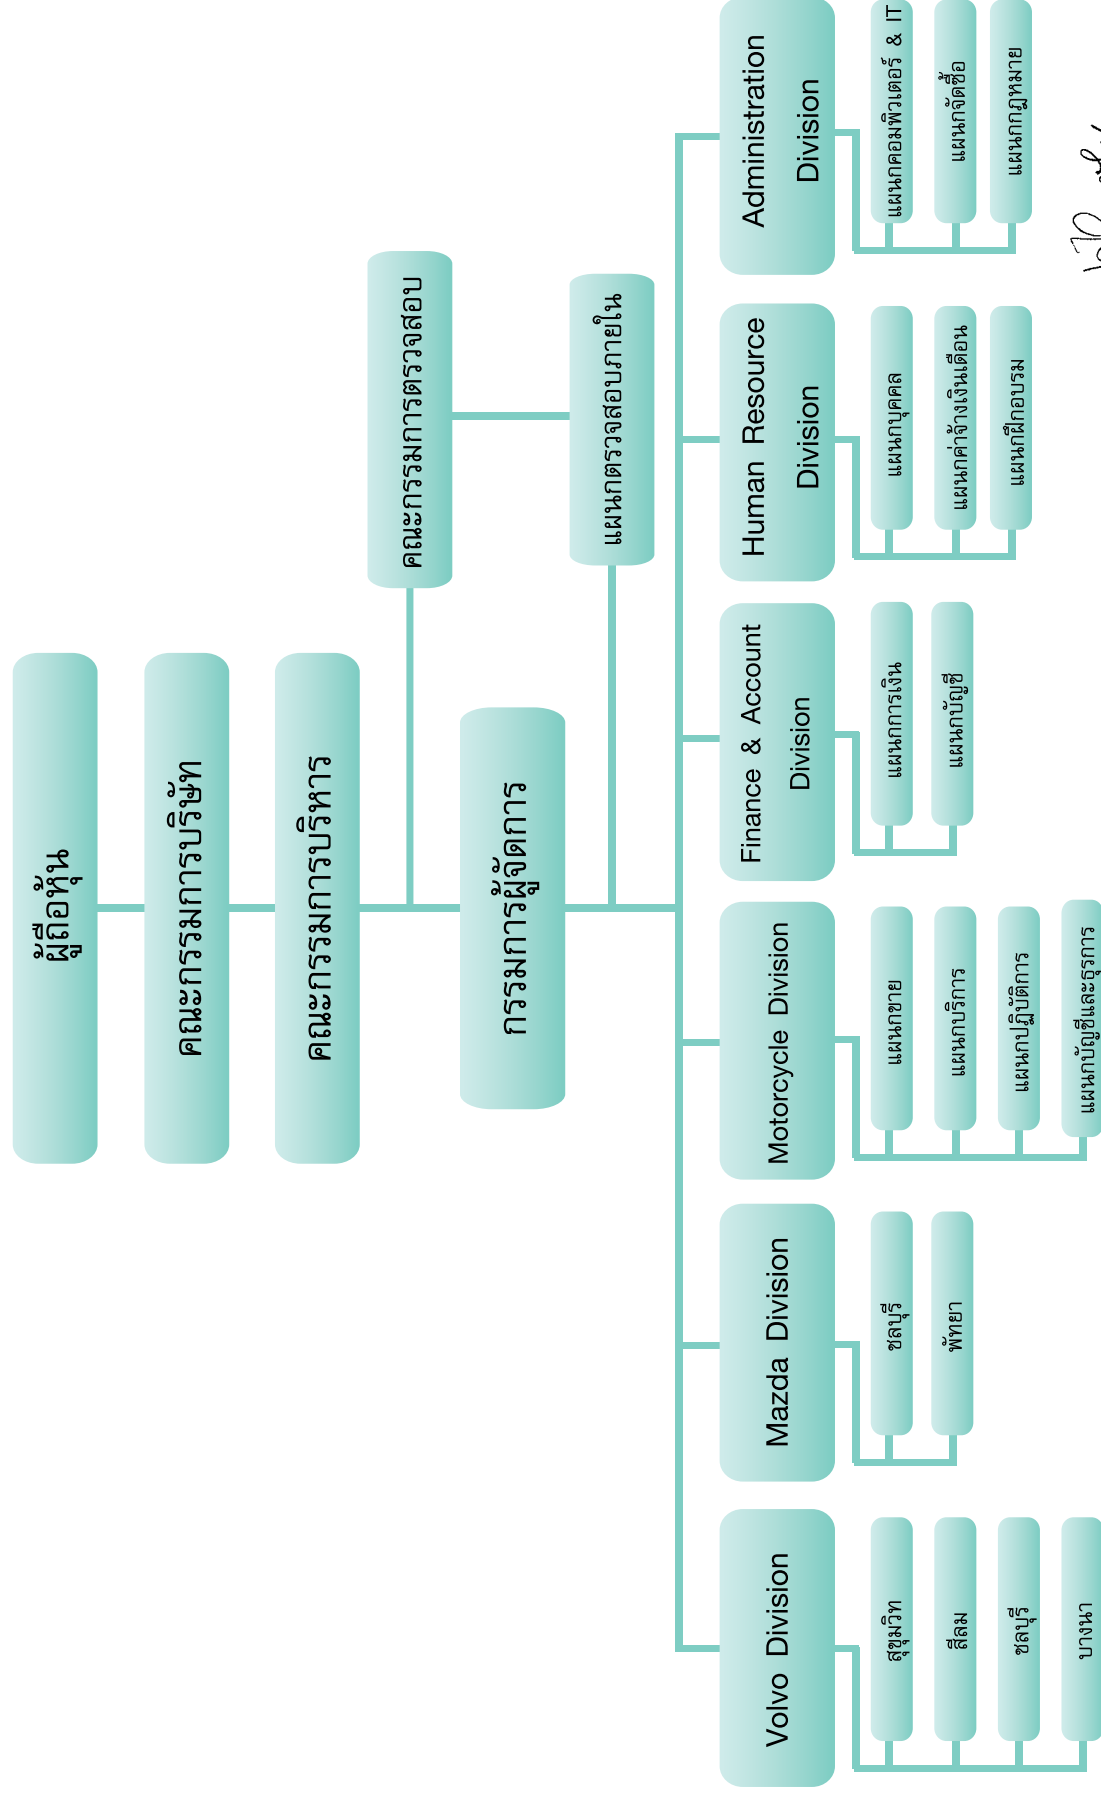 ผู้ถือหุ้น
คณะกรรมการบริษัท
คณะกรรมการบริหาร
คณะกรรมการตรวจสอบ
กรรมการผู้จัดการ
แผนกตรวจสอบภายใน
Volvo Division
สุขุมวิท
สีลม
ชลบุรี
บางนา
Mazda Division
ชลบุรี
พัทยา
Motorcycle Division
แผนกขาย
แผนกบริการ
แผนกปฏิบัติการ
แผนกบัญชีและธุรการ
Finance & Account
Division
แผนกการเงิน
แผนกบัญชี
Human Resource
Division
แผนกบุคคล
แผนกค่าจ้างเงินเดือน
แผนกฝึกอบรม
Administration
Division
แผนกคอมพิวเตอร์ & IT
แผนกจัดซื้อ
แผนกกฎหมาย